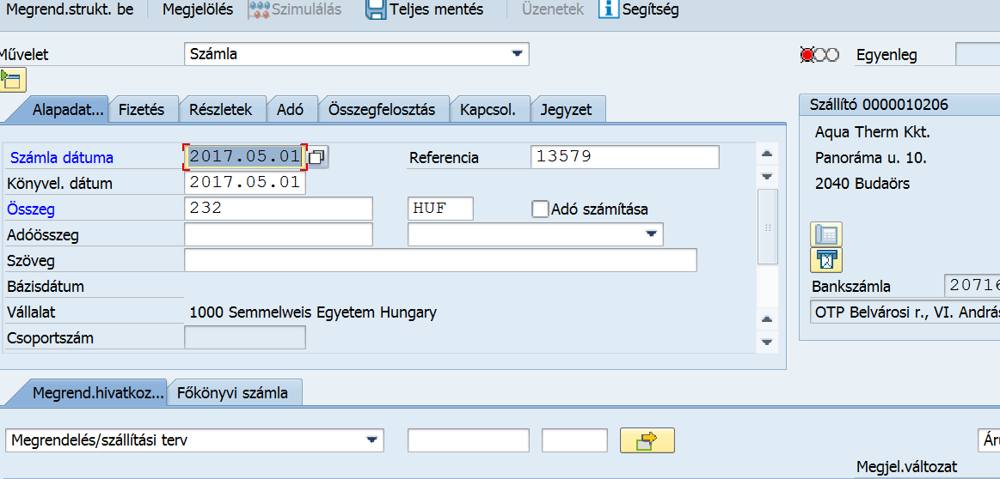 Megrend.strukt. be Megjelölés Szimulálás Teljes mentés Üzenetek Segítség
Művelet Számla Egyenleg
Alapadat... Fizetés Részletek Adó Összegfelosztás Kapcsol. Jegyzet
Szállító 0000010206
Aqua Therm Kkt.
Panoráma u. 10.
2040 Budaörs
Számla dátuma 2017.05.01 Referencia 13579
Könyvel. dátum 2017.05.01
Összeg 232 HUF Adó számítása
Adóösszeg
Szöveg
Bázisdátum
Vállalat 1000 Semmelweis Egyetem Hungary
Csoportszám
Bankszámla 20716
OTP Belvárosi r., VI. András
Megrend.hivatkoz... Főkönyvi számla
Megrendelés/szállítási terv Áru
Megjel.változat